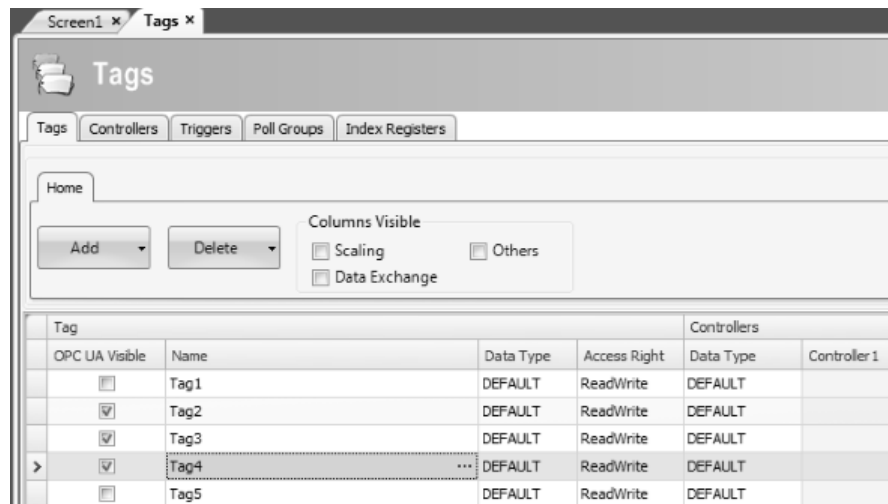 Screen1 × Tags ×
Tags
Tags Controllers Triggers Poll Groups Index Registers
Home
Columns Visible
Add Delete Scaling Others
Data Exchange
Tag Controllers
OPC UA Visible Name Data Type Access Right Data Type Controller1
Tag1 DEFAULT ReadWrite DEFAULT
Tag2 DEFAULT ReadWrite DEFAULT
Tag3 DEFAULT ReadWrite DEFAULT
Tag4 ... DEFAULT ReadWrite DEFAULT
Tag5 DEFAULT ReadWrite DEFAULT